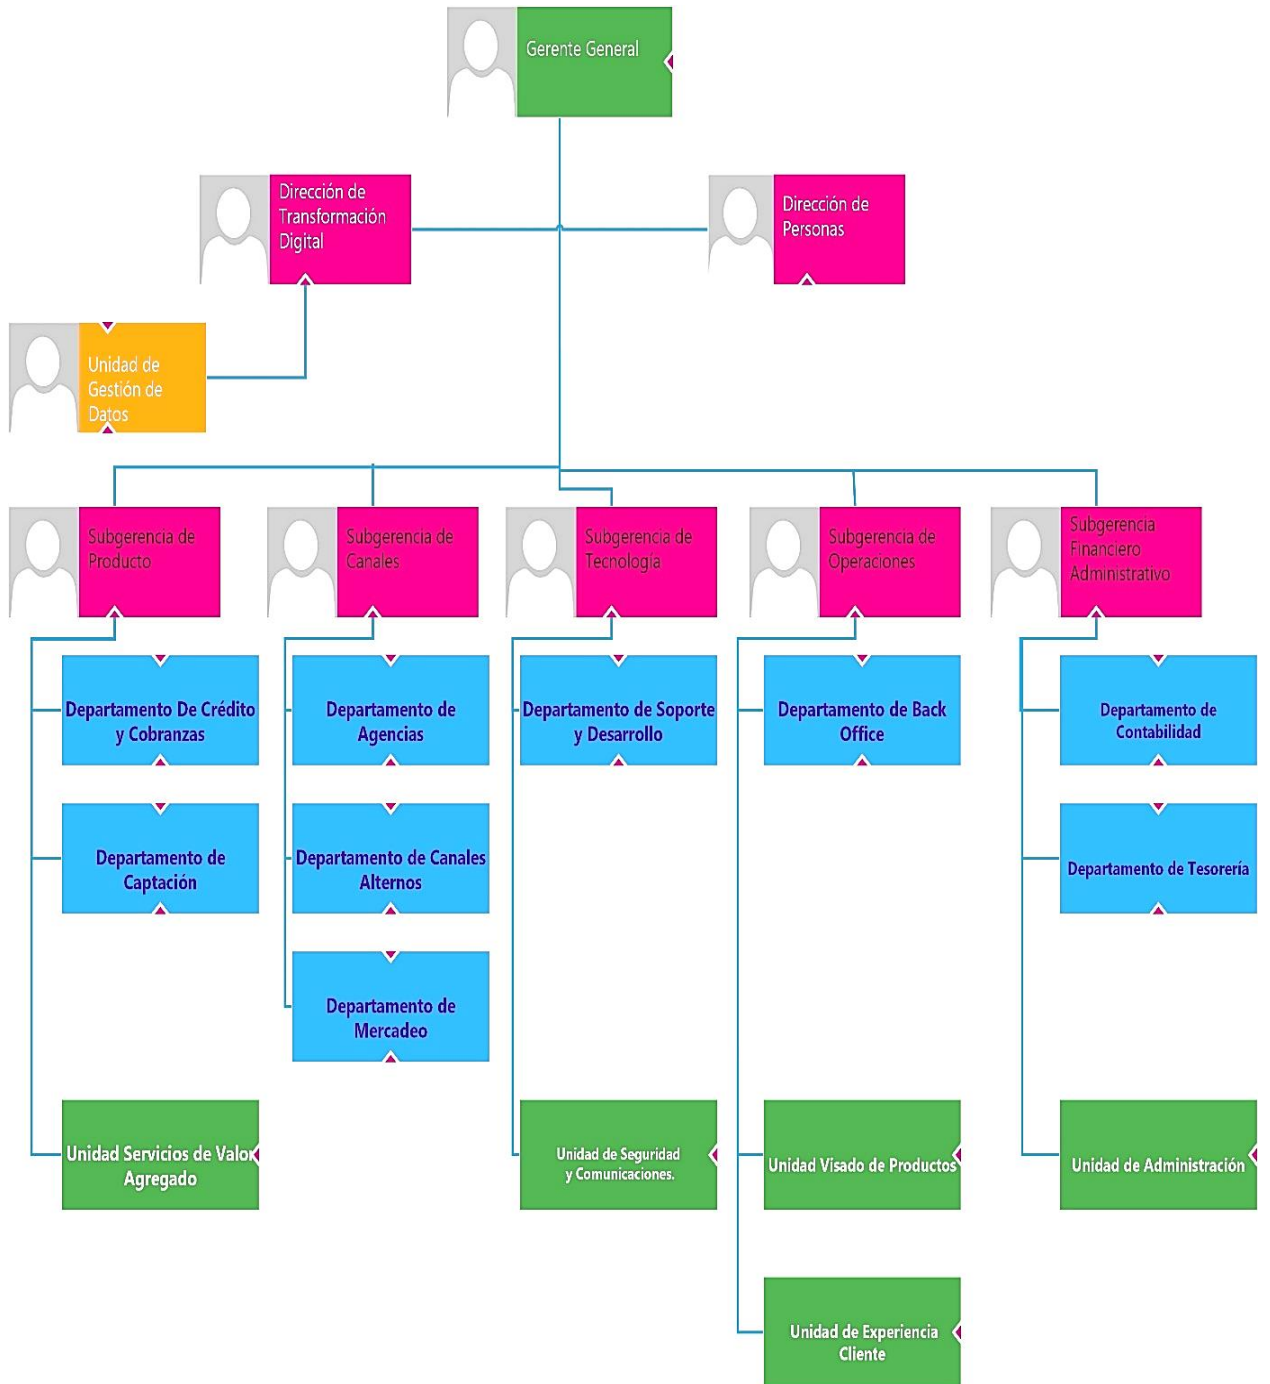 Gerente General
Dirección de
Transformación
Digital
Dirección de
Personas
Unidad de
Gestión de
Datos
Subgerencia de
Producto
Subgerencia de
Canales
Subgerencia de
Tecnología
Subgerencia de
Operaciones
Subgerencia
Financiero
Administrativo
Departamento De Crédito
y Cobranzas
Departamento de
Agencias
Departamento de Soporte
y Desarrollo
Departamento de Back
Office
Departamento de
Contabilidad
Departamento de
Captación
Departamento de Canales
Alternos
Departamento de Tesorería
Departamento de
Mercadeo
Unidad Servicios de Valor
Agregado
Unidad de Seguridad
y Comunicaciones.
Unidad Visado de Productos
Unidad de Administración
Unidad de Experiencia
Cliente